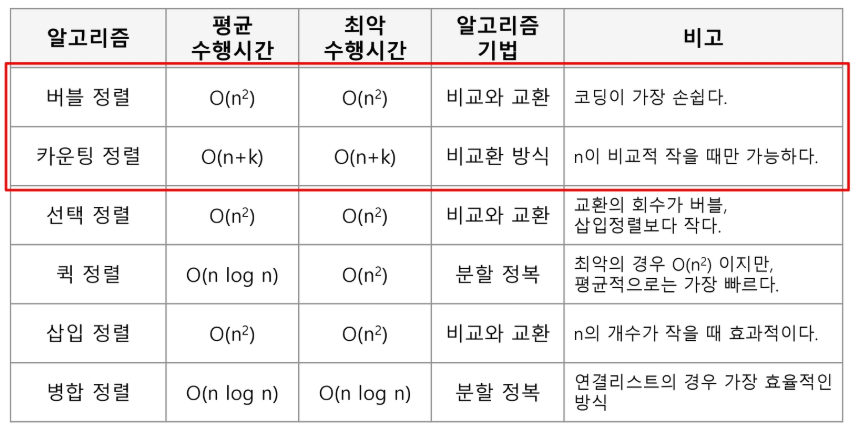 알고리즘 평균 수행시간 최악 수행시간 알고리즘 기법 비고
버블 정렬 O(n²) O(n²) 비교와 교환 코딩이 가장 손쉽다.
카운팅 정렬 O(n+k) O(n+k) 비교환 방식 n이 비교적 작을 때만 가능하다.
선택 정렬 O(n²) O(n²) 비교와 교환 교환의 회수가 버블,
삽입정렬보다 작다.
퀵 정렬 O(n log n) O(n²) 분할 정복 최악의 경우 O(n²) 이지만,
평균적으로는 가장 빠르다.
삽입 정렬 O(n²) O(n²) 비교와 교환 n의 개수가 작을 때 효과적이다.
병합 정렬 O(n log n) O(n log n) 분할 정복 연결리스트의 경우 가장 효율적인
방식